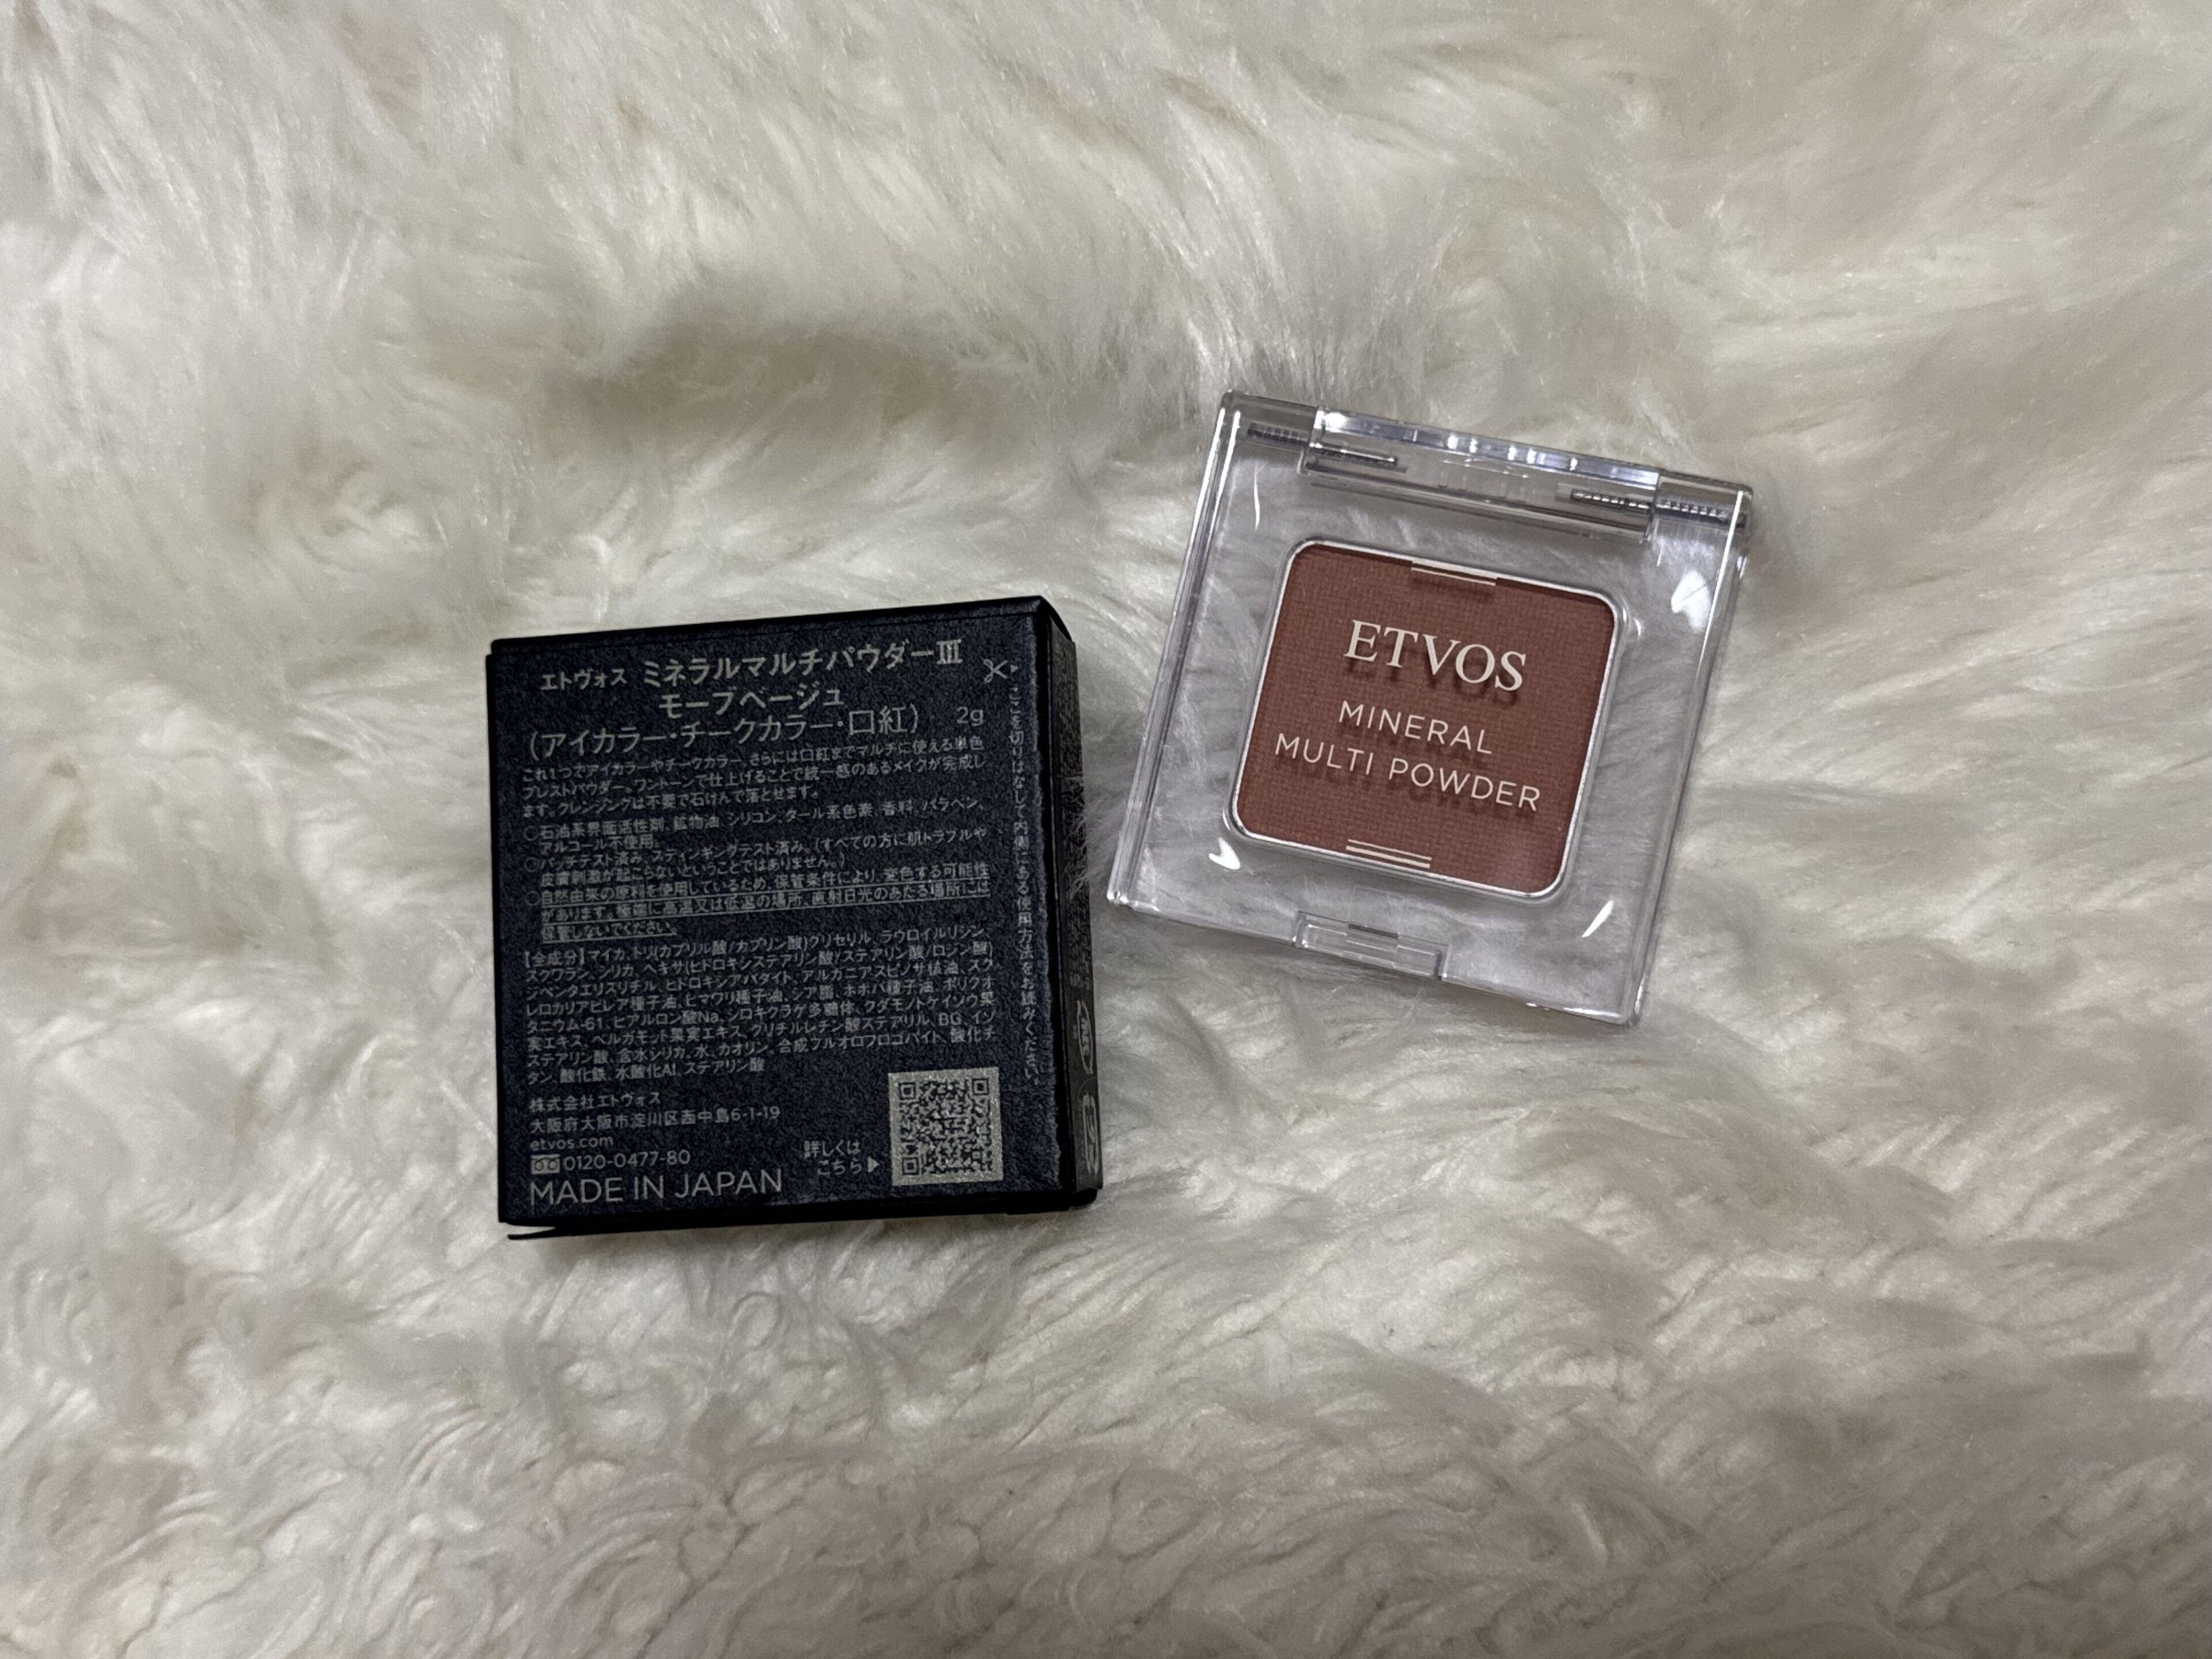 エトヴォス ミネラルマルチパウダーⅢ
モーブベージュ
(アイカラー・チークカラー・口紅) 2g
これ1つでアイカラーやチークカラー、さらには口紅までマルチに使える単色
プレストパウダー。ワントーンで仕上げることで統一感のあるメイクが完成し
ます。クレンジングは不要で石けんで落とせます。
○石油系界面活性剤、鉱物油、シリコン、タール系色素、香料、パラベン、
アルコール不使用。
○パッチテスト済み、スティンギングテスト済み。(すべての方に肌トラブルや
皮膚刺激が起こらないということではありません。)
○自然由来の原料を使用しているため、保管条件により、変色する可能性
があります。極端に高温又は低温の場所、直射日光のあたる場所には
保管しないでください。
【全成分】マイカ、トリ(カプリル酸/カプリン酸)グリセリル、ラウロイルリシン、
スクワラン、シリカ、ヘキサ(ヒドロキシステアリン酸/ステアリン酸/ロジン酸)
ジペンタエリスリチル、ヒドロキシアパタイト、アルガニアスピノサ核油、スク
レロカリアビレア種子油、ヒマワリ種子油、シア脂、ホホバ種子油、ポリクオ
タニウム-61、ヒアルロン酸Na、シロキクラゲ多糖体、クダモノトケイソウ果
実エキス、ベルガモット果実エキス、グリチルレチン酸ステアリル、BG、イソ
ステアリン酸、含水シリカ、水、カオリン、合成フルオロフロゴパイト、酸化チ
タン、酸化鉄、水酸化Al、ステアリン酸
株式会社エトヴォス
大阪府大阪市淀川区西中島6-1-19
etvos.com
0120-0477-80
MADE IN JAPAN
詳しくは
こちら▶
ここを切りはなして内側にある使用方法をお読みください。
ETVOS
MINERAL
MULTI POWDER